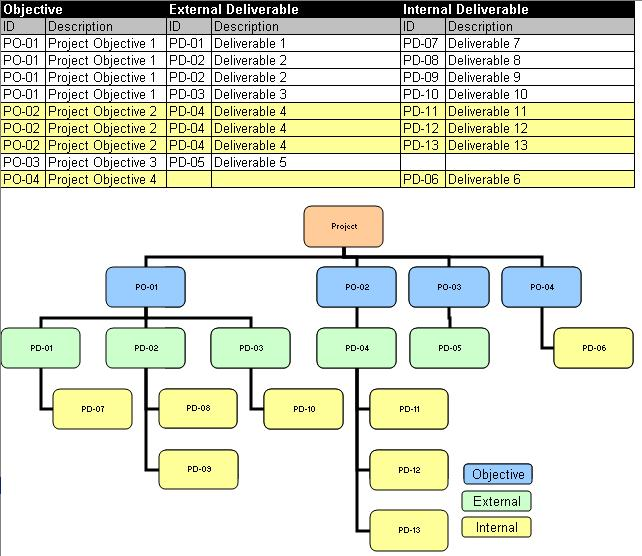 Objective External Deliverable Internal Deliverable
ID Description ID Description ID Description
PO-01 Project Objective 1 PD-01 Deliverable 1 PD-07 Deliverable 7
PO-01 Project Objective 1 PD-02 Deliverable 2 PD-08 Deliverable 8
PO-01 Project Objective 1 PD-02 Deliverable 2 PD-09 Deliverable 9
PO-01 Project Objective 1 PD-03 Deliverable 3 PD-10 Deliverable 10
PO-02 Project Objective 2 PD-04 Deliverable 4 PD-11 Deliverable 11
PO-02 Project Objective 2 PD-04 Deliverable 4 PD-12 Deliverable 12
PO-02 Project Objective 2 PD-04 Deliverable 4 PD-13 Deliverable 13
PO-03 Project Objective 3 PD-05 Deliverable 5
PO-04 Project Objective 4 PD-06 Deliverable 6
Project
PO-01 PO-02 PO-03 PO-04
PD-01 PD-02 PD-03 PD-04 PD-05 PD-06
PD-07 PD-08 PD-10 PD-11
PD-09 PD-12
Objective
External
Internal
PD-13